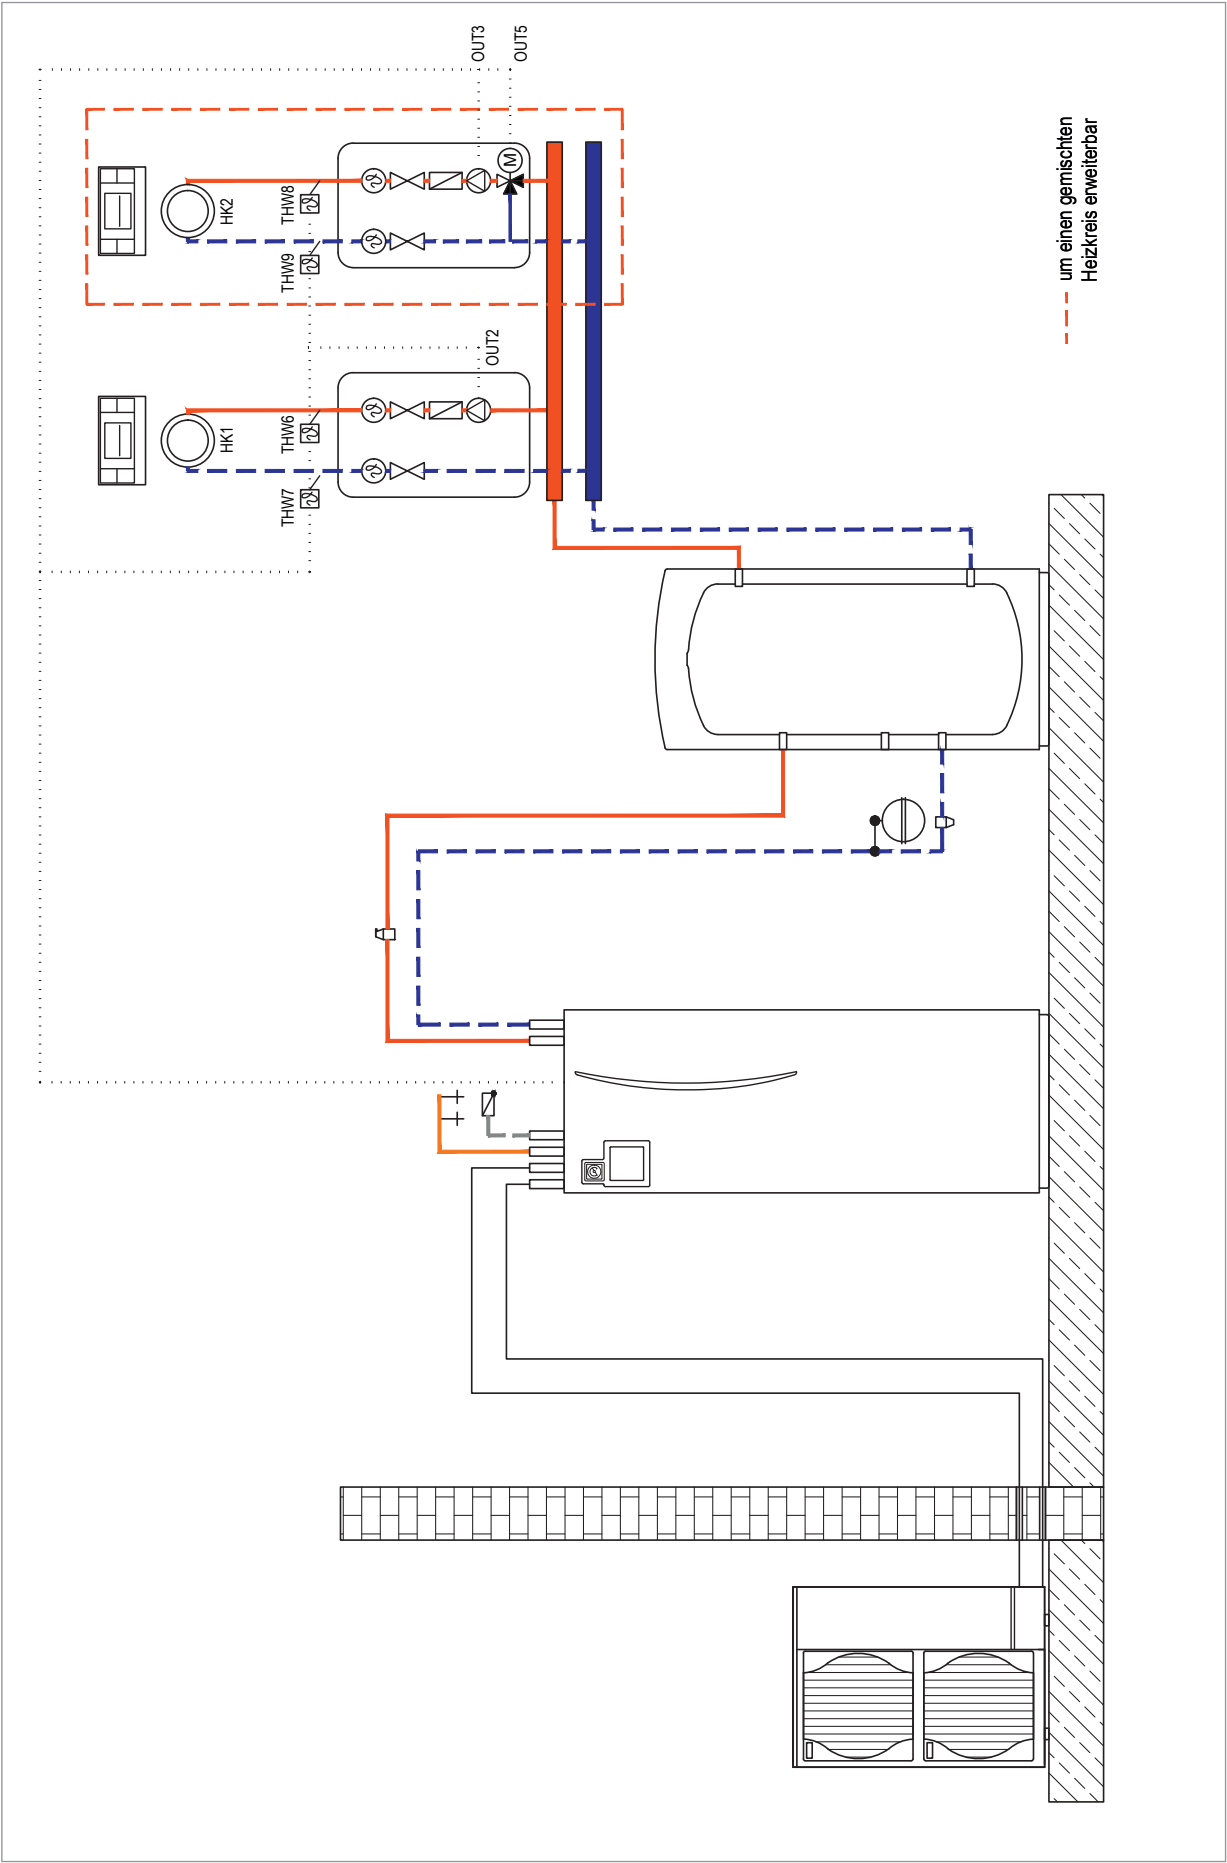 OUT3
OUT5
HK2
THW8
THW9
OUT2
HK1
THW6
THW7
M
um einen gemischten
Heizkreis erweiterbar